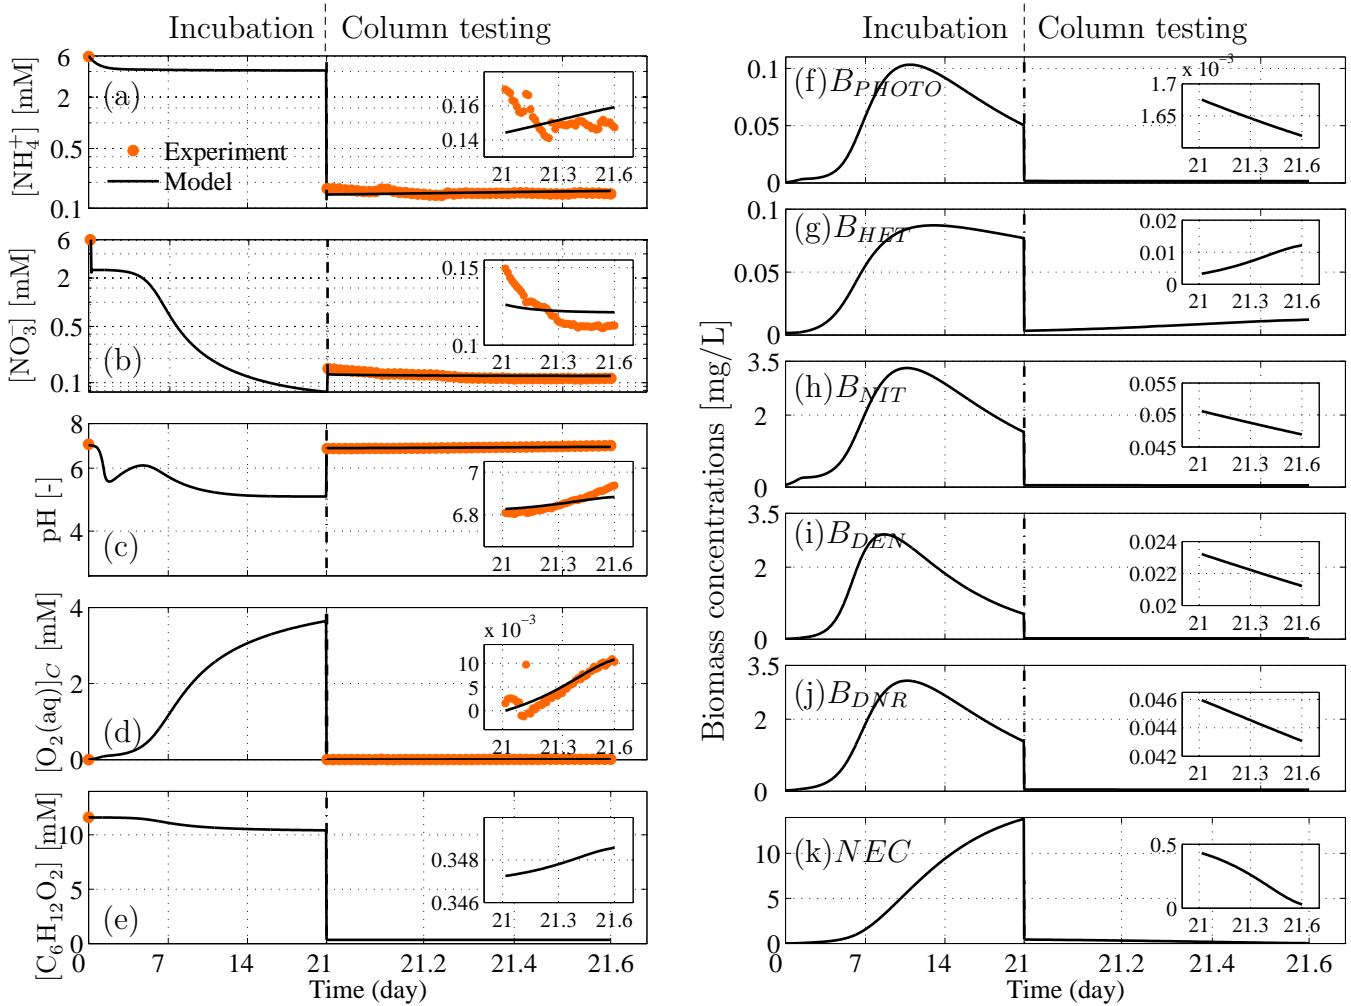 Incubation Column testing
6
2
0.5
0.1
[NH₄⁺] [mM]
(a)
Experiment
Model
0.16
0.14
21 21.3 21.6
6
2
0.5
0.1
[NO₃⁻] [mM]
(b)
0.15
0.1
21 21.3 21.6
8
6
4
pH [-]
(c)
7
6.8
21 21.3 21.6
4
2
0
[O₂(aq)]_C [mM]
(d)
x 10⁻³
10
5
0
21 21.3 21.6
10
5
0
[C₆H₁₂O₂] [mM]
(e)
0.348
0.346
21 21.3 21.6
0 7 14 21 21.2 21.4 21.6
Time (day)
Incubation Column testing
Biomass concentrations [mg/L]
0.1
0.05
0
(f) B_PHOTO
x 10⁻³
1.7
1.65
21 21.3 21.6
0.1
0.05
0
(g) B_HET
0.02
0.01
0
21 21.3 21.6
3.5
2
0
(h) B_NIT
0.055
0.05
0.045
21 21.3 21.6
3.5
2
0
(i) B_DEN
0.024
0.022
0.02
21 21.3 21.6
3.5
2
0
(j) B_DNR
0.046
0.044
0.042
21 21.3 21.6
10
5
0
(k) NEC
0.5
0
21 21.3 21.6
0 7 14 21 21.2 21.4 21.6
Time (day)